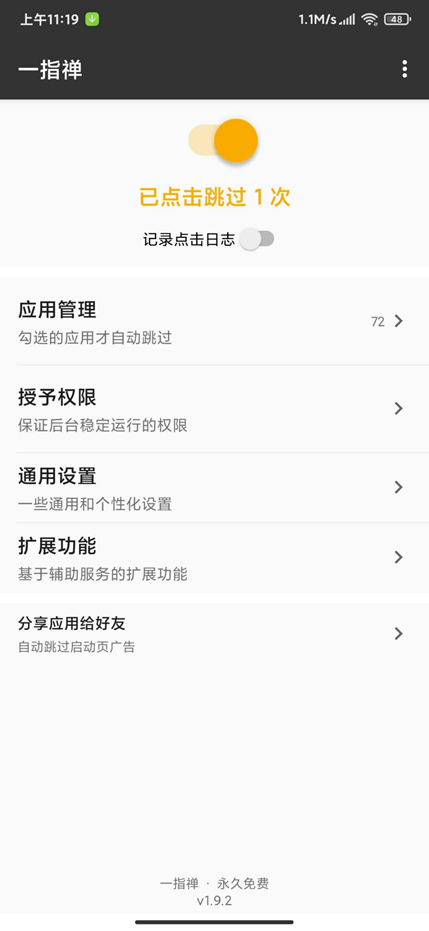 上午11:19
1.1M/s
48
一指禅
已点击跳过 1 次
记录点击日志
应用管理
勾选的应用才自动跳过
72
授予权限
保证后台稳定运行的权限
通用设置
一些通用和个性化设置
扩展功能
基于辅助服务的扩展功能
分享应用给好友
自动跳过启动页广告
一指禅 · 永久免费
v1.9.2